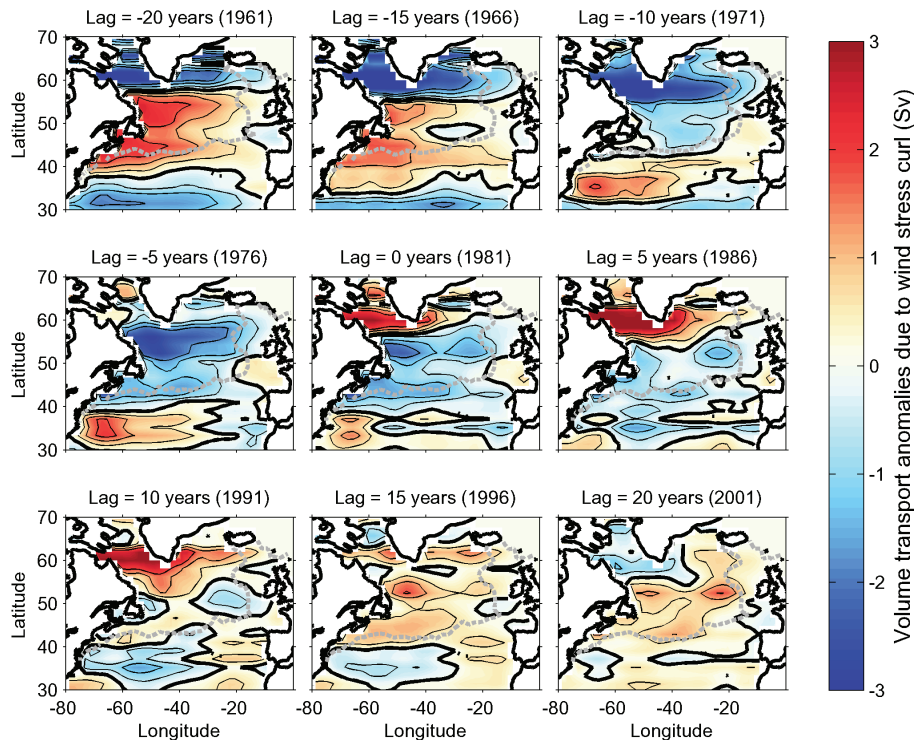 Lag = -20 years (1961)
Lag = -15 years (1966)
Lag = -10 years (1971)
70
60
50
40
30
Latitude
Lag = -5 years (1976)
Lag = 0 years (1981)
Lag = 5 years (1986)
70
60
50
40
30
Latitude
Lag = 10 years (1991)
Lag = 15 years (1996)
Lag = 20 years (2001)
70
60
50
40
30
Latitude
-80 -60 -40 -20
-80 -60 -40 -20
-80 -60 -40 -20
Longitude
Longitude
Longitude
3
2
1
0
-1
-2
-3
Volume transport anomalies due to wind stress curl (Sv)